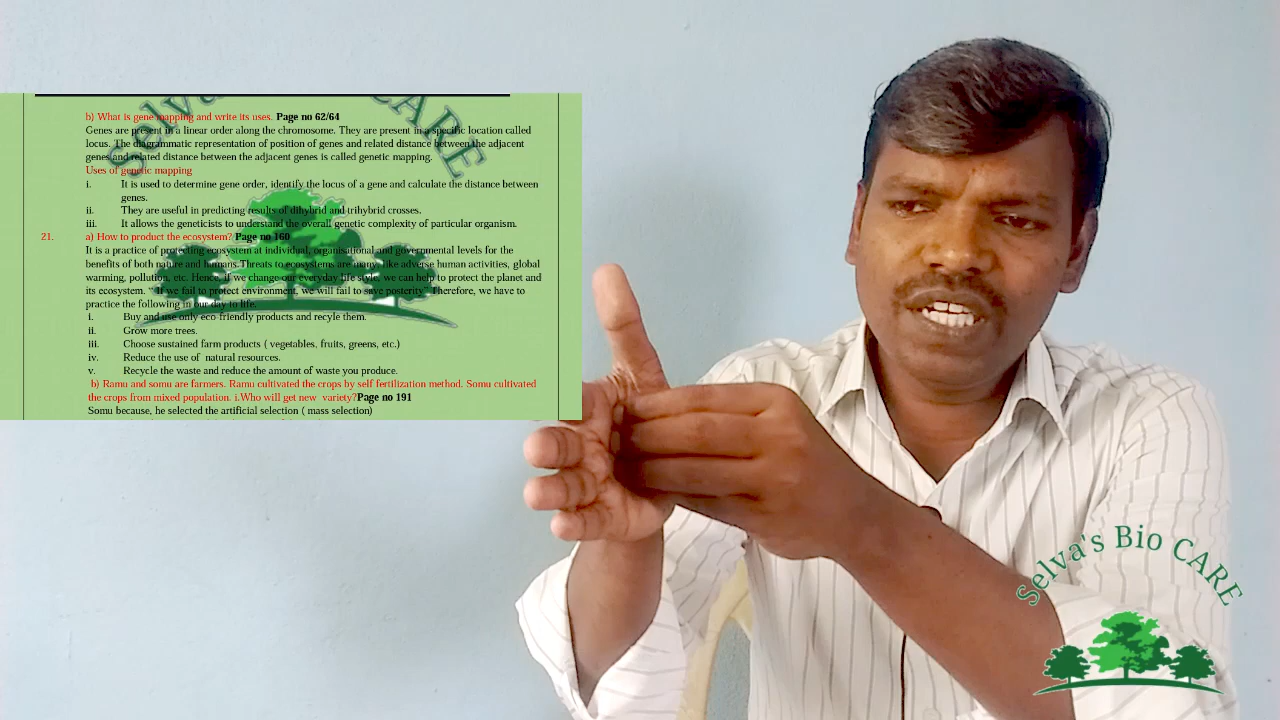 Selva's CARE
b) What is gene mapping and write its uses. Page no 62/64
Genes are present in a linear order along the chromosome. They are present in a specific location called
locus. The diagrammatic representation of position of genes and related distance between the adjacent
genes and related distance between the adjacent genes is called genetic mapping.
Uses of genetic mapping
i. It is used to determine gene order, identify the locus of a gene and calculate the distance between
genes.
ii. They are useful in predicting results of dihybrid and trihybrid crosses.
iii. It allows the geneticists to understand the overall genetic complexity of particular organism.
21. a) How to product the ecosystem? Page no 160
It is a practice of protecting ecosystem at individual, organisational and governmental levels for the
benefits of both nature and humans.Threats to ecosystems are many like adverse human activities, global
warming, pollution, etc. Hence, if we change our everyday life style, we can help to protect the planet and
its ecosystem. " If we fail to protect environment, we will fail to save posterity" Therefore, we have to
practice the following in our day to life.
i. Buy and use only eco friendly products and recyle them.
ii. Grow more trees.
iii. Choose sustained farm products ( vegetables, fruits, greens, etc.)
iv. Reduce the use of natural resources.
v. Recycle the waste and reduce the amount of waste you produce.
b) Ramu and somu are farmers. Ramu cultivated the crops by self fertilization method. Somu cultivated
the crops from mixed population. i.Who will get new variety?Page no 191
Somu because, he selected the artificial selection ( mass selection)
Selva's Bio CARE